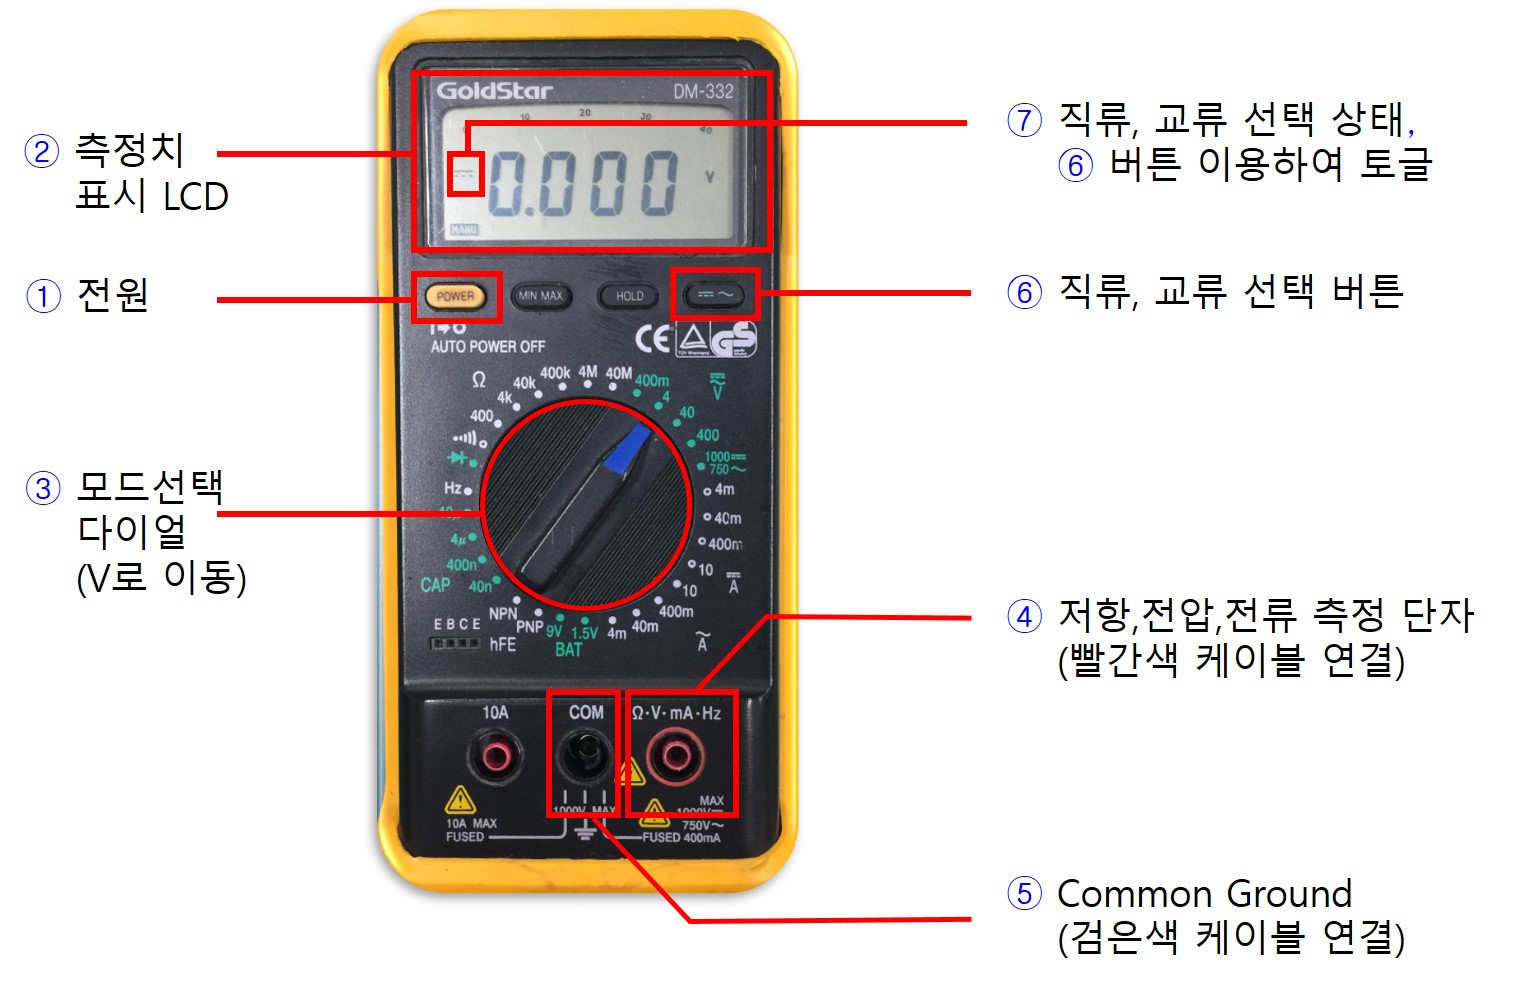 ② 측정치
표시 LCD
① 전원
③ 모드선택
다이얼
(V로 이동)
GoldStar
DM-332
10
20
30
40
0.000
V
MANU
POWER
MIN MAX
HOLD
AUTO POWER OFF
CE
GS
Ω
400
4k
40k
400k
4M
40M
400m
4
40
400
1000
750
V
4m
40m
400m
10
A
10
400m
40m
4m
A
1.5V
9V
BAT
PNP
NPN
hFE
E B C E
40n
400n
4μ
CAP
Hz
10A
COM
Ω·V·mA·Hz
10A MAX
FUSED
1000V MAX
MAX
1000V
750V
FUSED 400mA
⑦ 직류, 교류 선택 상태,
⑥ 버튼 이용하여 토글
⑥ 직류, 교류 선택 버튼
④ 저항,전압,전류 측정 단자
(빨간색 케이블 연결)
⑤ Common Ground
(검은색 케이블 연결)